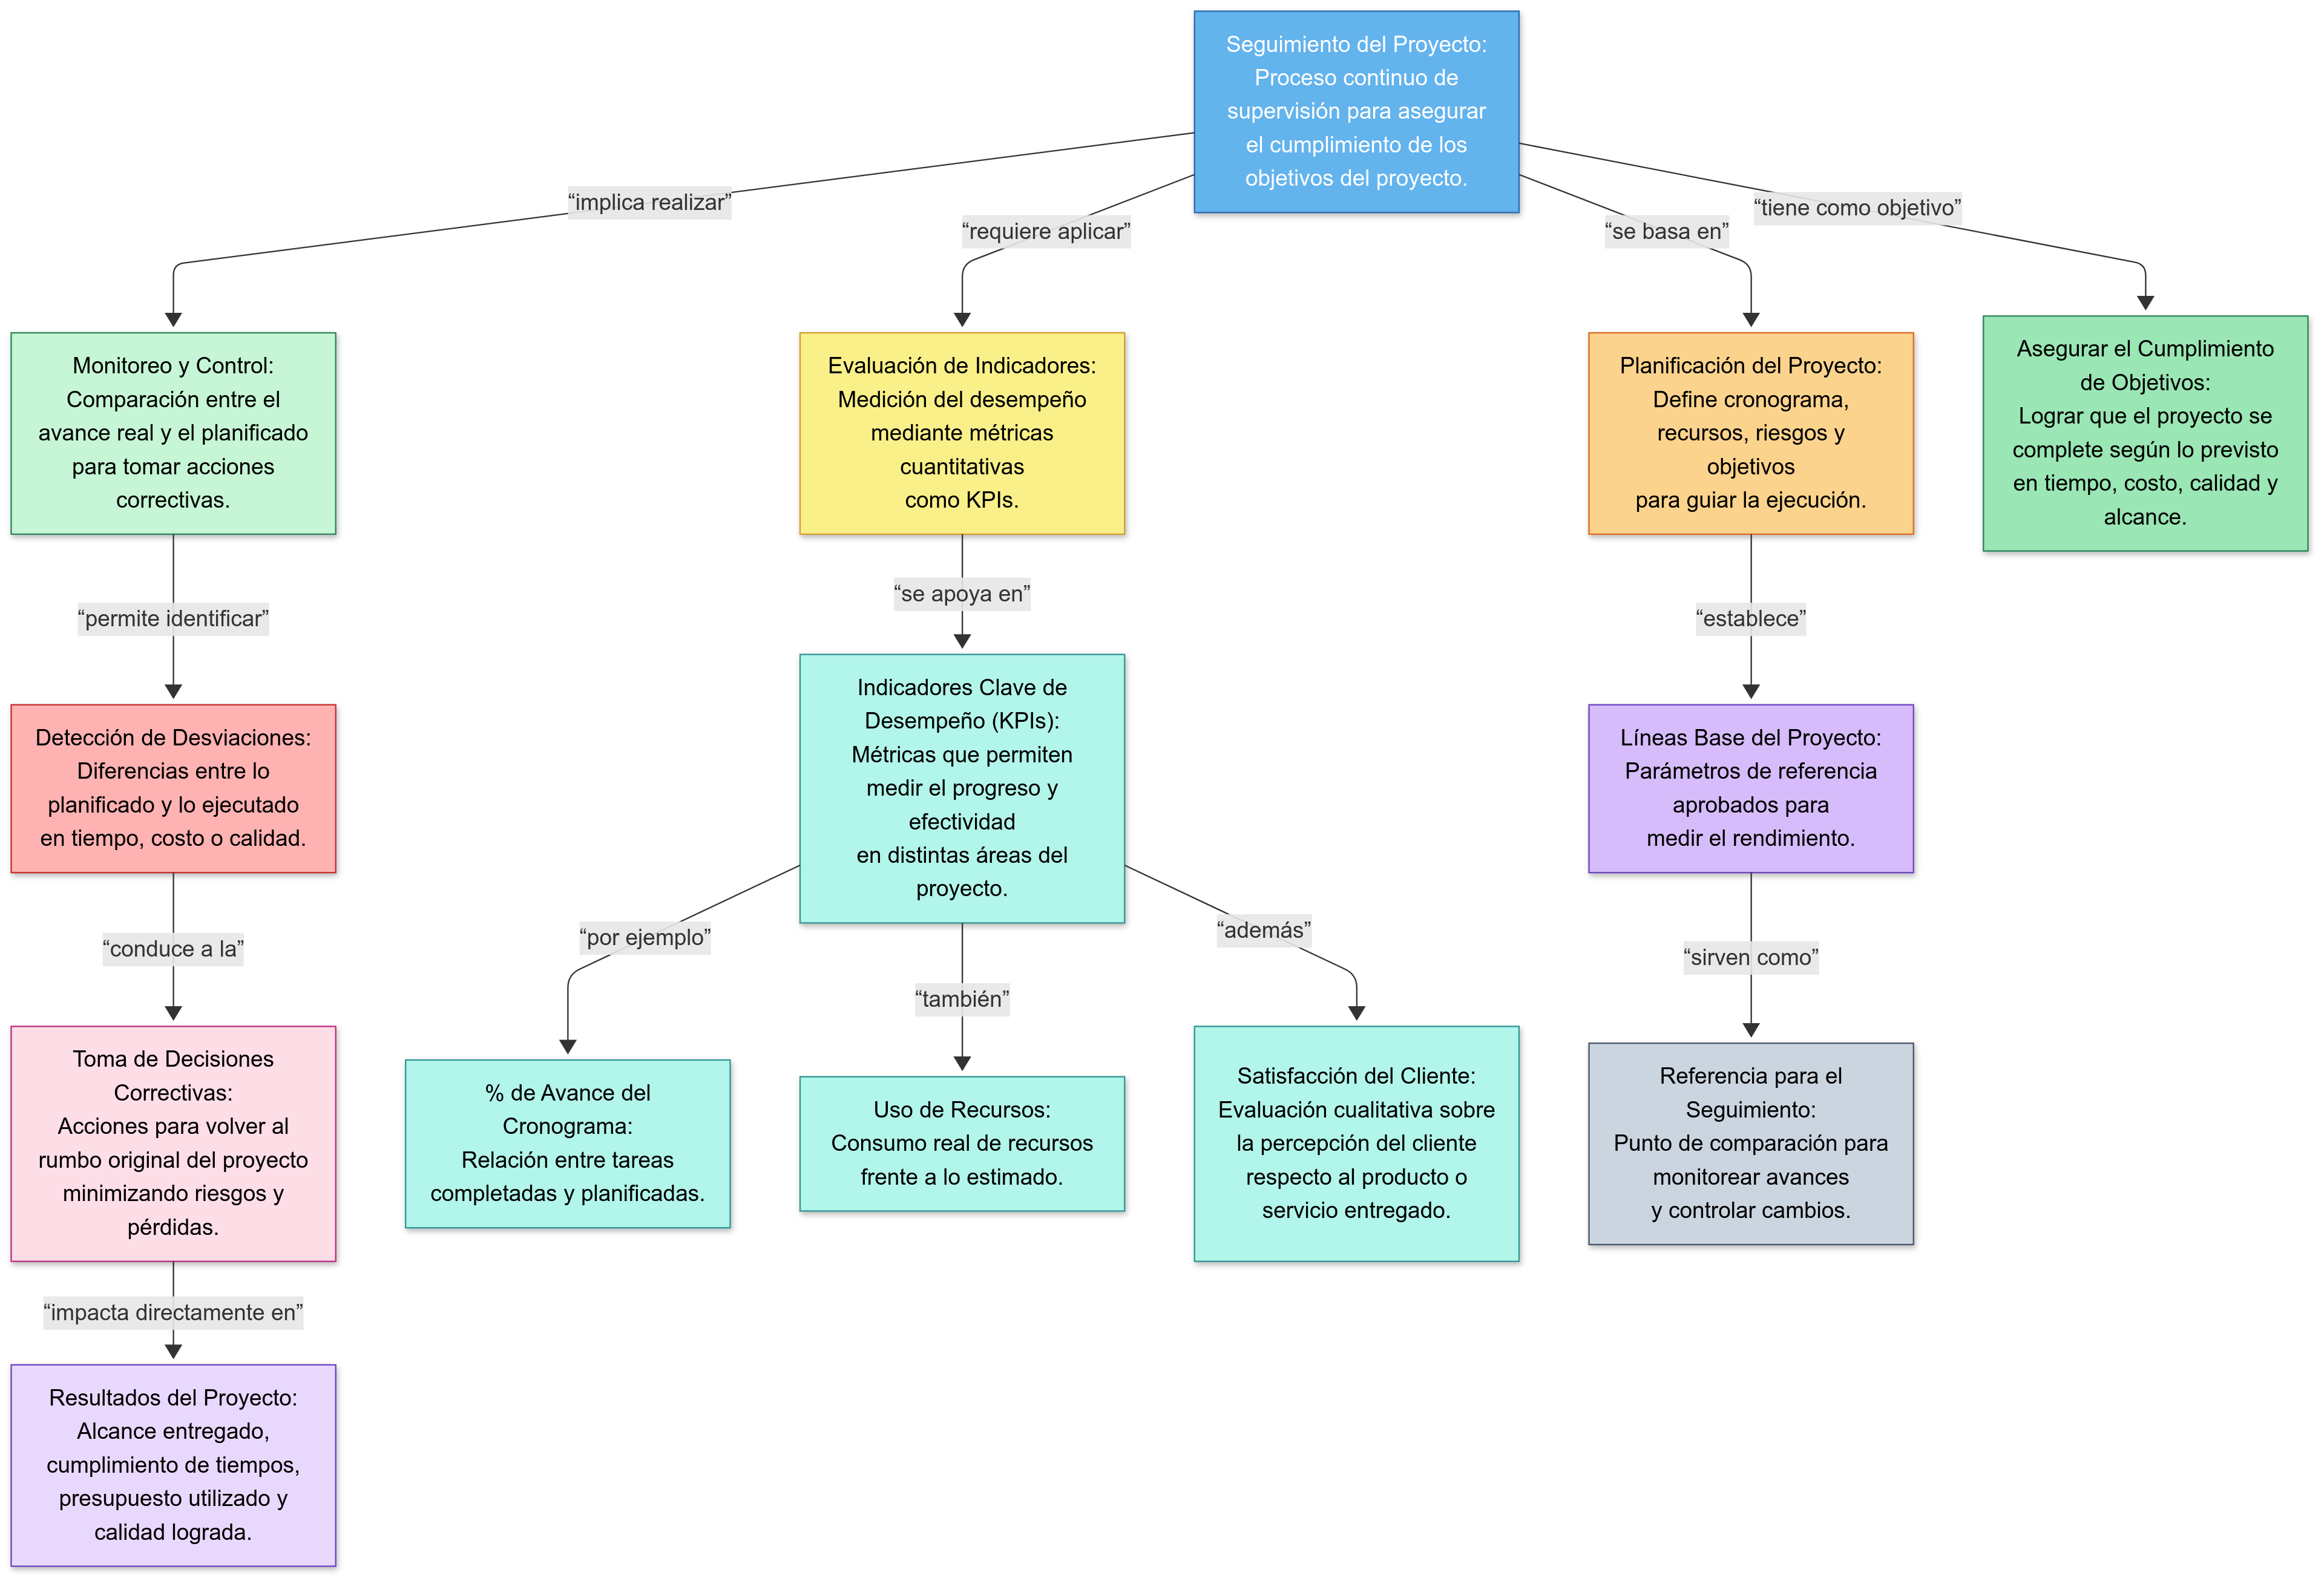 Seguimiento del Proyecto:
Proceso continuo de
supervisión para asegurar
el cumplimiento de los
objetivos del proyecto.
“implica realizar”
“requiere aplicar”
“se basa en”
“tiene como objetivo”
Monitoreo y Control:
Comparación entre el
avance real y el planificado
para tomar acciones
correctivas.
Evaluación de Indicadores:
Medición del desempeño
mediante métricas
cuantitativas
como KPIs.
Planificación del Proyecto:
Define cronograma,
recursos, riesgos y
objetivos
para guiar la ejecución.
Asegurar el Cumplimiento
de Objetivos:
Lograr que el proyecto se
complete según lo previsto
en tiempo, costo, calidad y
alcance.
“permite identificar”
“se apoya en”
“establece”
Detección de Desviaciones:
Diferencias entre lo
planificado y lo ejecutado
en tiempo, costo o calidad.
Indicadores Clave de
Desempeño (KPIs):
Métricas que permiten
medir el progreso y
efectividad
en distintas áreas del
proyecto.
Líneas Base del Proyecto:
Parámetros de referencia
aprobados para
medir el rendimiento.
“conduce a la”
“por ejemplo”
“también”
“además”
“sirven como”
Toma de Decisiones
Correctivas:
Acciones para volver al
rumbo original del proyecto
minimizando riesgos y
pérdidas.
% de Avance del
Cronograma:
Relación entre tareas
completadas y planificadas.
Uso de Recursos:
Consumo real de recursos
frente a lo estimado.
Satisfacción del Cliente:
Evaluación cualitativa sobre
la percepción del cliente
respecto al producto o
servicio entregado.
Referencia para el
Seguimiento:
Punto de comparación para
monitorear avances
y controlar cambios.
“impacta directamente en”
Resultados del Proyecto:
Alcance entregado,
cumplimiento de tiempos,
presupuesto utilizado y
calidad lograda.